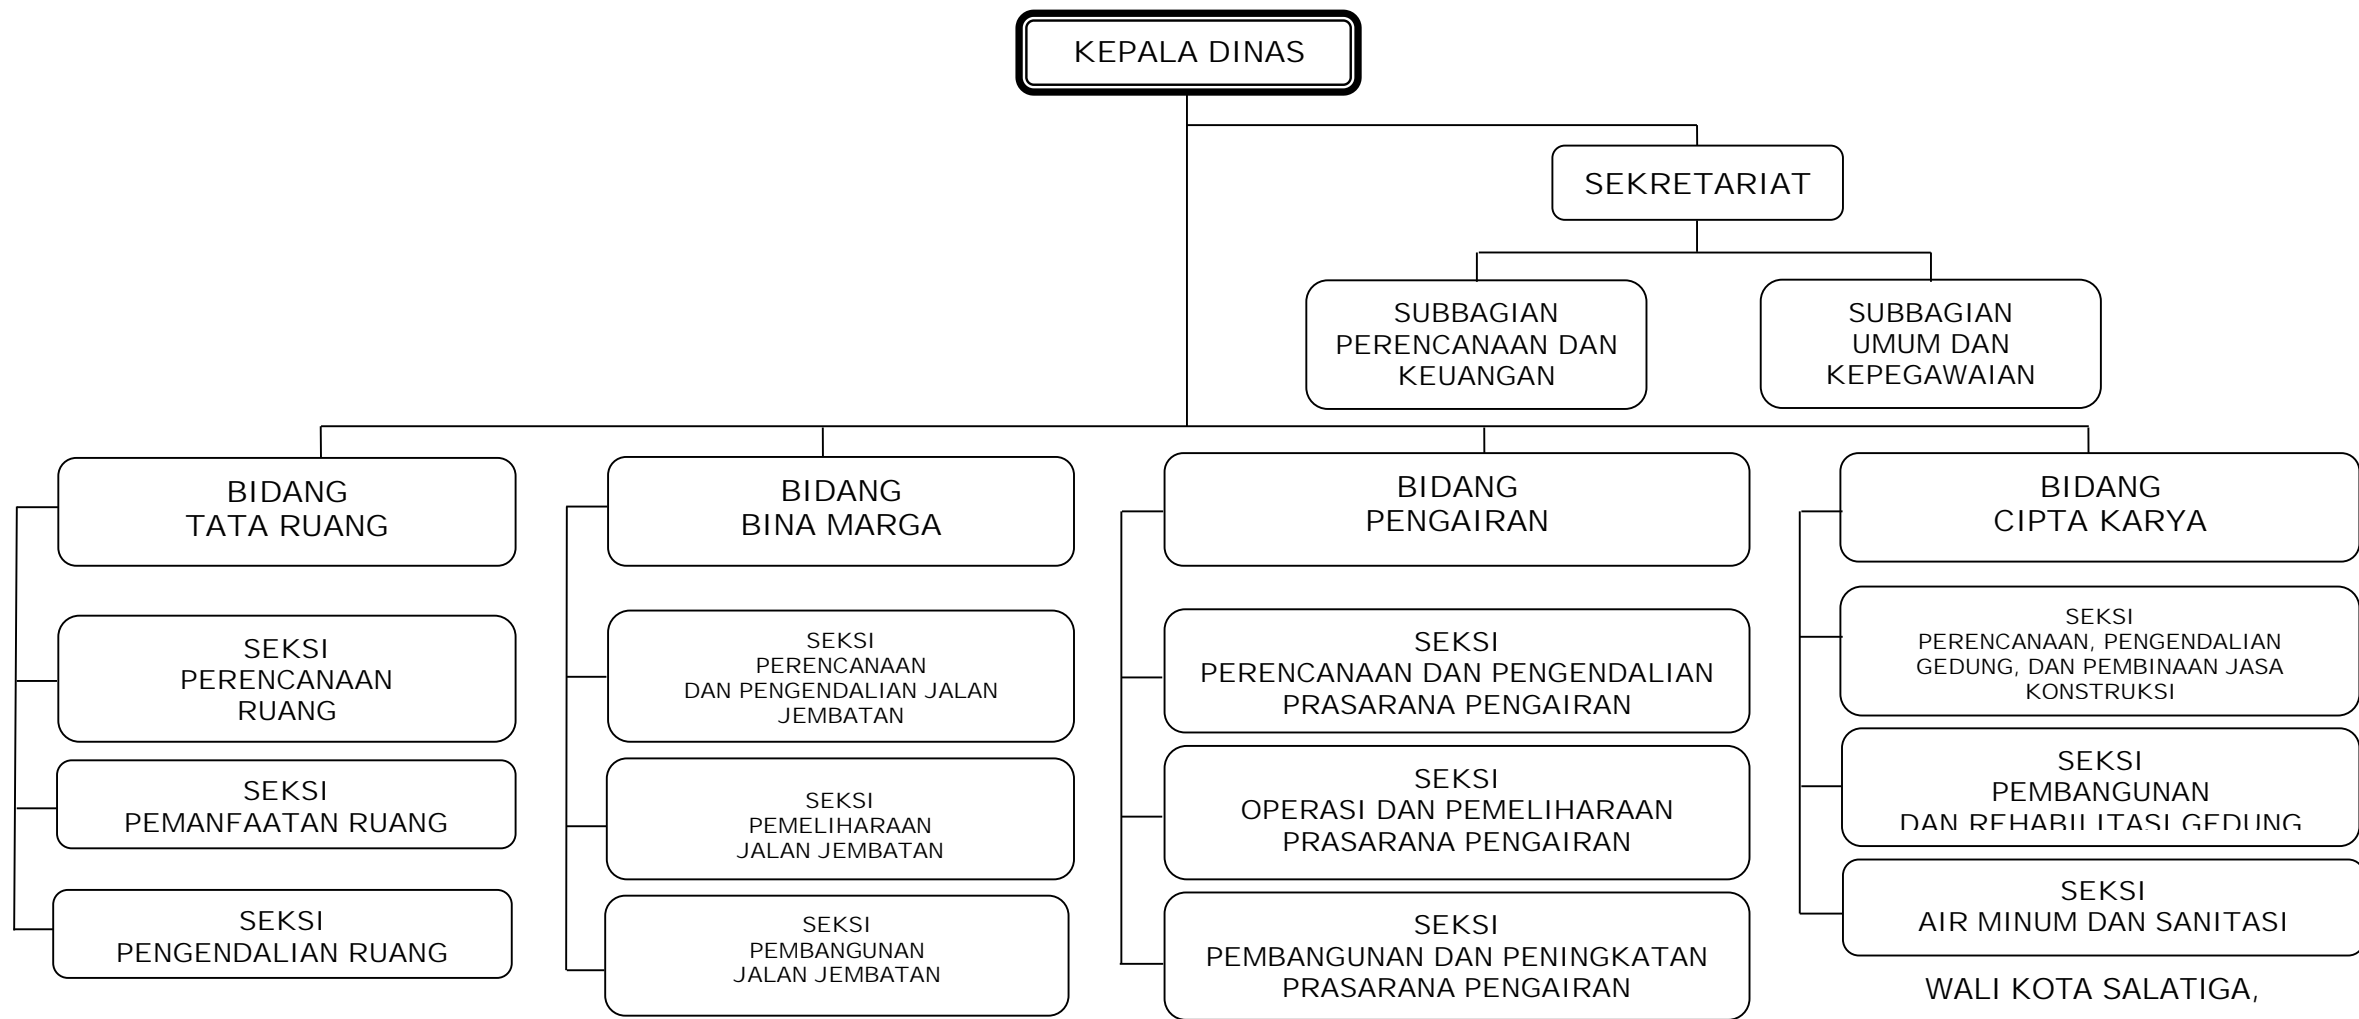 KEPALA DINAS
SEKRETARIAT
SUBBAGIAN
PERENCANAAN DAN
KEUANGAN
SUBBAGIAN
UMUM DAN
KEPEGAWAIAN
BIDANG
TATA RUANG
SEKSI
PERENCANAAN
RUANG
SEKSI
PEMANFAATAN RUANG
SEKSI
PENGENDALIAN RUANG
BIDANG
BINA MARGA
SEKSI
PERENCANAAN
DAN PENGENDALIAN JALAN
JEMBATAN
SEKSI
PEMELIHARAAN
JALAN JEMBATAN
SEKSI
PEMBANGUNAN
JALAN JEMBATAN
BIDANG
PENGAIRAN
SEKSI
PERENCANAAN DAN PENGENDALIAN
PRASARANA PENGAIRAN
SEKSI
OPERASI DAN PEMELIHARAAN
PRASARANA PENGAIRAN
SEKSI
PEMBANGUNAN DAN PENINGKATAN
PRASARANA PENGAIRAN
BIDANG
CIPTA KARYA
SEKSI
PERENCANAAN, PENGENDALIAN
GEDUNG, DAN PEMBINAAN JASA
KONSTRUKSI
SEKSI
PEMBANGUNAN
DAN REHABILITASI GEDUNG
SEKSI
AIR MINUM DAN SANITASI
WALI KOTA SALATIGA,